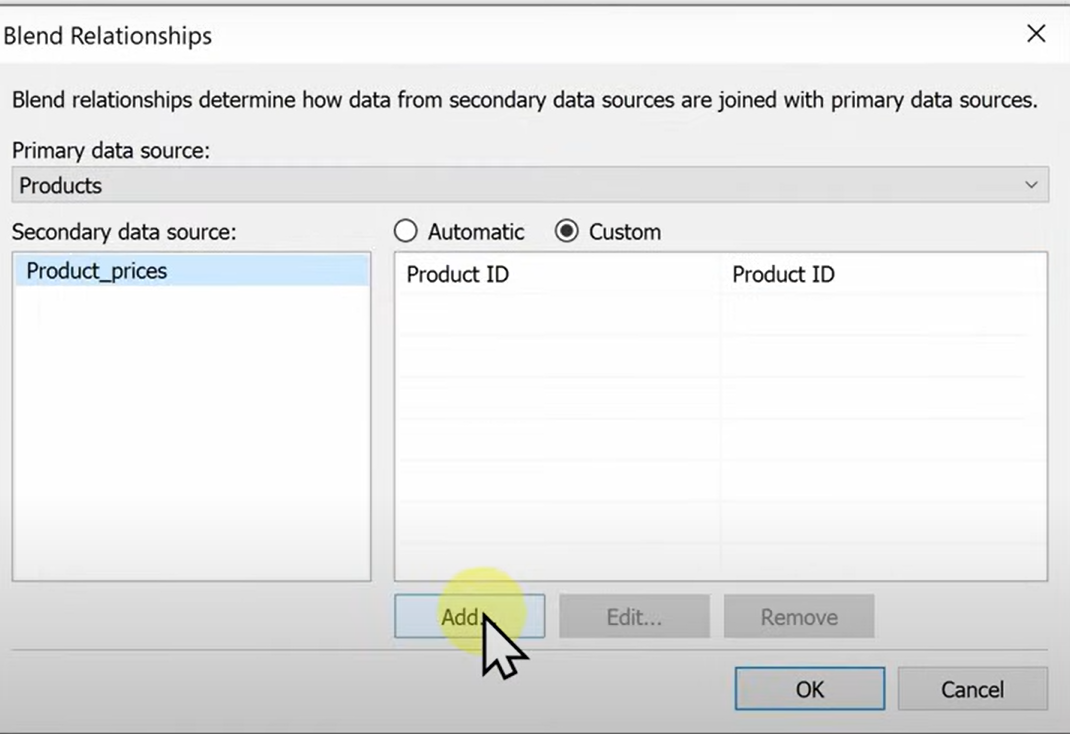 Blend Relationships
Blend relationships determine how data from secondary data sources are joined with primary data sources.
Primary data source:
Products
Secondary data source:
Automatic
Custom
Product_prices
Product ID
Product ID
Add...
Edit...
Remove
OK
Cancel